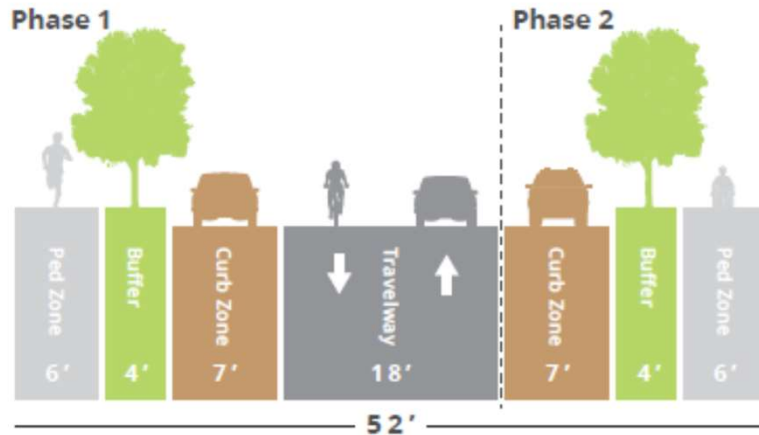 Phase 1
Phase 2
Ped Zone
6'
Buffer
4'
Curb Zone
7'
Travelway
18'
Curb Zone
7'
Buffer
4'
Ped Zone
6'
52'